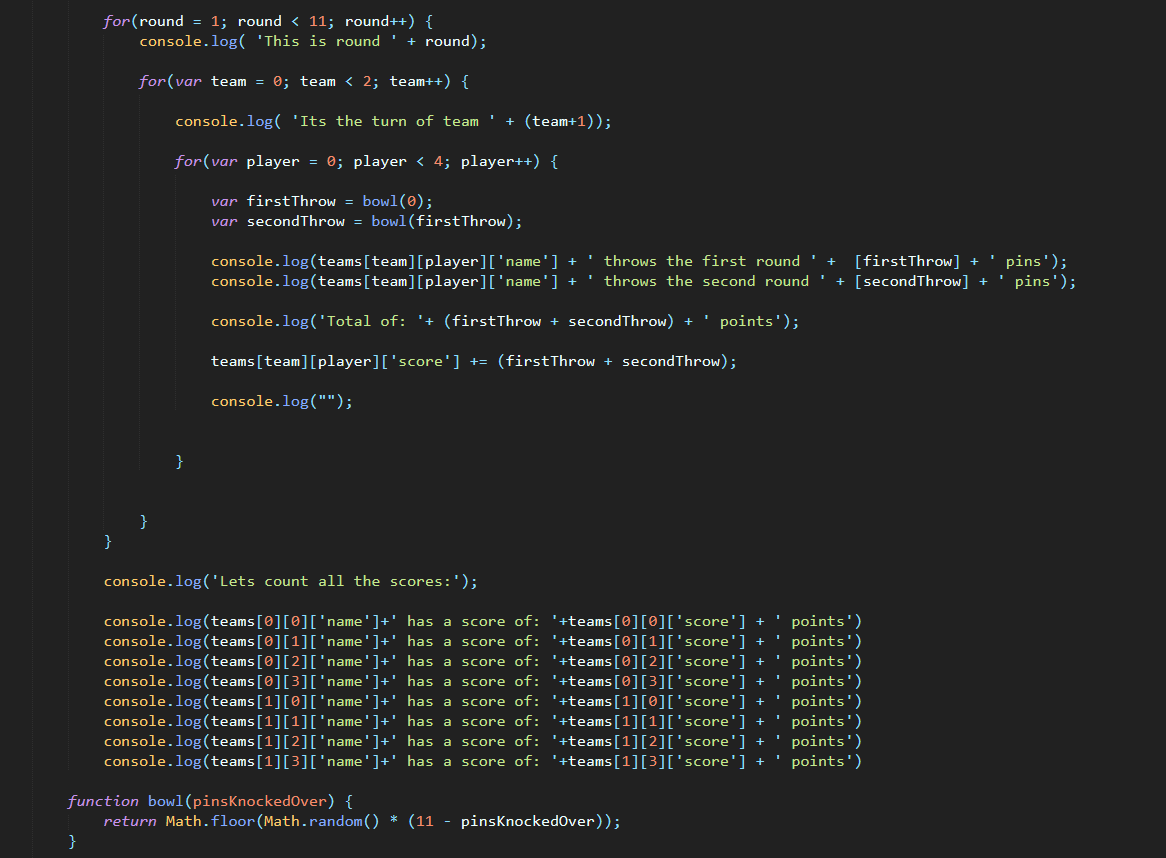 for(round = 1; round < 11; round++) {
console.log( 'This is round ' + round);
for(var team = 0; team < 2; team++) {
console.log( 'Its the turn of team ' + (team+1));
for(var player = 0; player < 4; player++) {
var firstThrow = bowl(0);
var secondThrow = bowl(firstThrow);
console.log(teams[team][player]['name'] + ' throws the first round ' +  [firstThrow] + ' pins');
console.log(teams[team][player]['name'] + ' throws the second round ' + [secondThrow] + ' pins');
console.log('Total of: '+ (firstThrow + secondThrow) + ' points');
teams[team][player]['score'] += (firstThrow + secondThrow);
console.log("");
}
}
}
console.log('Lets count all the scores:');
console.log(teams[0][0]['name']+' has a score of: '+teams[0][0]['score'] + ' points')
console.log(teams[0][1]['name']+' has a score of: '+teams[0][1]['score'] + ' points')
console.log(teams[0][2]['name']+' has a score of: '+teams[0][2]['score'] + ' points')
console.log(teams[0][3]['name']+' has a score of: '+teams[0][3]['score'] + ' points')
console.log(teams[1][0]['name']+' has a score of: '+teams[1][0]['score'] + ' points')
console.log(teams[1][1]['name']+' has a score of: '+teams[1][1]['score'] + ' points')
console.log(teams[1][2]['name']+' has a score of: '+teams[1][2]['score'] + ' points')
console.log(teams[1][3]['name']+' has a score of: '+teams[1][3]['score'] + ' points')
function bowl(pinsKnockedOver) {
return Math.floor(Math.random() * (11 - pinsKnockedOver));
}